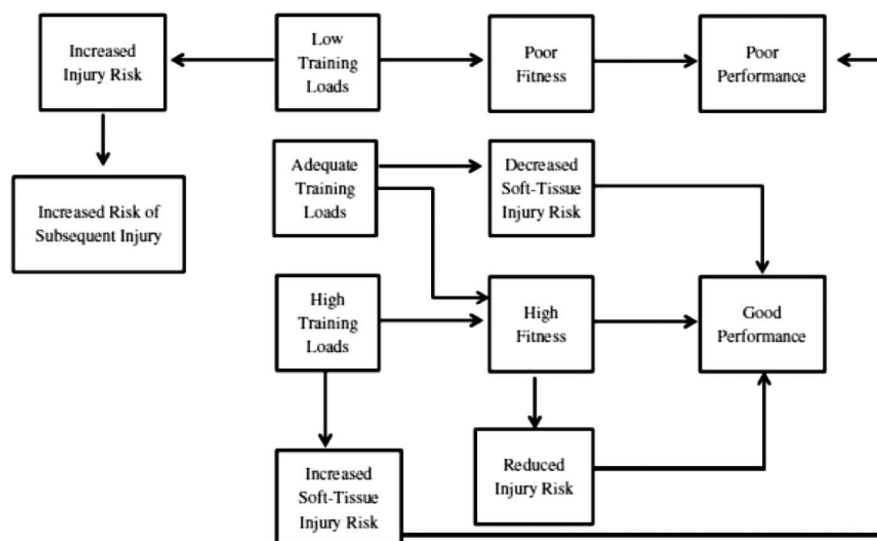 Increased
Injury Risk
Low
Training
Loads
Poor
Fitness
Poor
Performance
Increased Risk of
Subsequent Injury
Adequate
Training
Loads
Decreased
Soft-Tissue
Injury Risk
High
Training
Loads
High
Fitness
Good
Performance
Increased
Soft-Tissue
Injury Risk
Reduced
Injury Risk